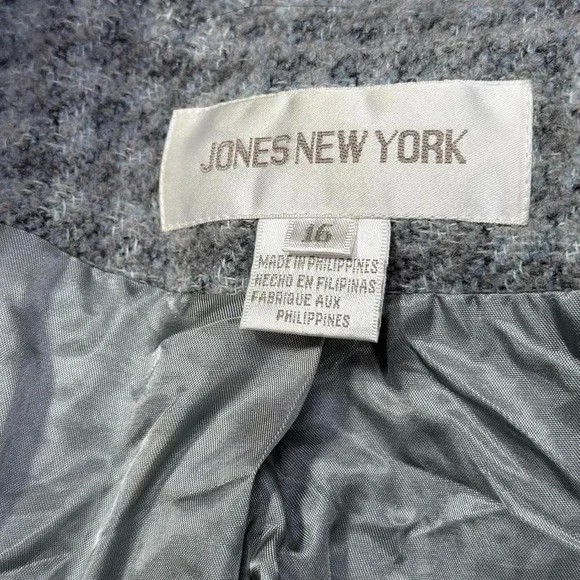 JONES NEW YORK
16
MADE IN PHILIPPINES
HECHO EN FILIPINAS
FABRIQUE AUX
PHILIPPINES